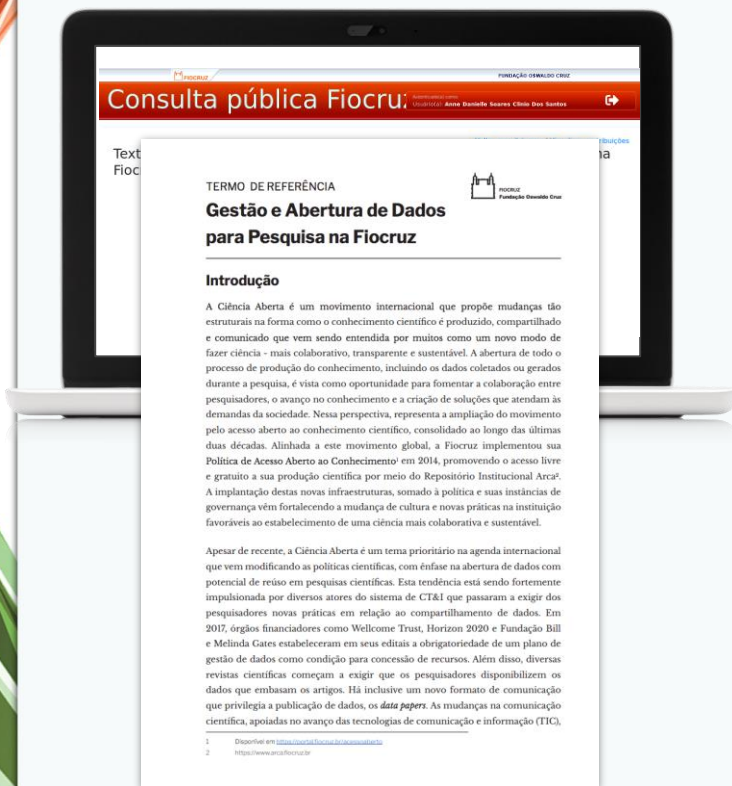 FIOCRUZ
FUNDAÇÃO OSWALDO CRUZ
Consulta pública Fiocruz
Usuário(a): Anne Danielle Soares Clinio Dos Santos
Text
Fioc
TERMO DE REFERÊNCIA
FIOCRUZ
Fundação Oswaldo Cruz
Gestão e Abertura de Dados
para Pesquisa na Fiocruz
Introdução
A Ciência Aberta é um movimento internacional que propõe mudanças tão
estruturais na forma como o conhecimento científico é produzido, compartilhado
e comunicado que vem sendo entendida por muitos como um novo modo de
fazer ciência - mais colaborativo, transparente e sustentável. A abertura de todo o
processo de produção do conhecimento, incluindo os dados coletados ou gerados
durante a pesquisa, é vista como oportunidade para fomentar a colaboração entre
pesquisadores, o avanço no conhecimento e a criação de soluções que atendam às
demandas da sociedade. Nessa perspectiva, representa a ampliação do movimento
pelo acesso aberto ao conhecimento científico, consolidado ao longo das últimas
duas décadas. Alinhada a este movimento global, a Fiocruz implementou sua
Política de Acesso Aberto ao Conhecimento¹ em 2014, promovendo o acesso livre
e gratuito a sua produção científica por meio do Repositório Institucional Arca².
A implantação destas novas infraestruturas, somado à política e suas instâncias de
governança vêm fortalecendo a mudança de cultura e novas práticas na instituição
favoráveis ao estabelecimento de uma ciência mais colaborativa e sustentável.
Apesar de recente, a Ciência Aberta é um tema prioritário na agenda internacional
que vem modificando as políticas científicas, com ênfase na abertura de dados com
potencial de reúso em pesquisas científicas. Esta tendência está sendo fortemente
impulsionada por diversos atores do sistema de CT&I que passaram a exigir dos
pesquisadores novas práticas em relação ao compartilhamento de dados. Em
2017, órgãos financiadores como Wellcome Trust, Horizon 2020 e Fundação Bill
e Melinda Gates estabeleceram em seus editais a obrigatoriedade de um plano de
gestão de dados como condição para concessão de recursos. Além disso, diversas
revistas científicas começam a exigir que os pesquisadores disponibilizem os
dados que embasam os artigos. Há inclusive um novo formato de comunicação
que privilegia a publicação de dados, os data papers. As mudanças na comunicação
científica, apoiadas no avanço das tecnologias de comunicação e informação (TIC),
1 Disponível em https://portal.fiocruz.br/acessoaberto
2 https://www.arca.fiocruz.br